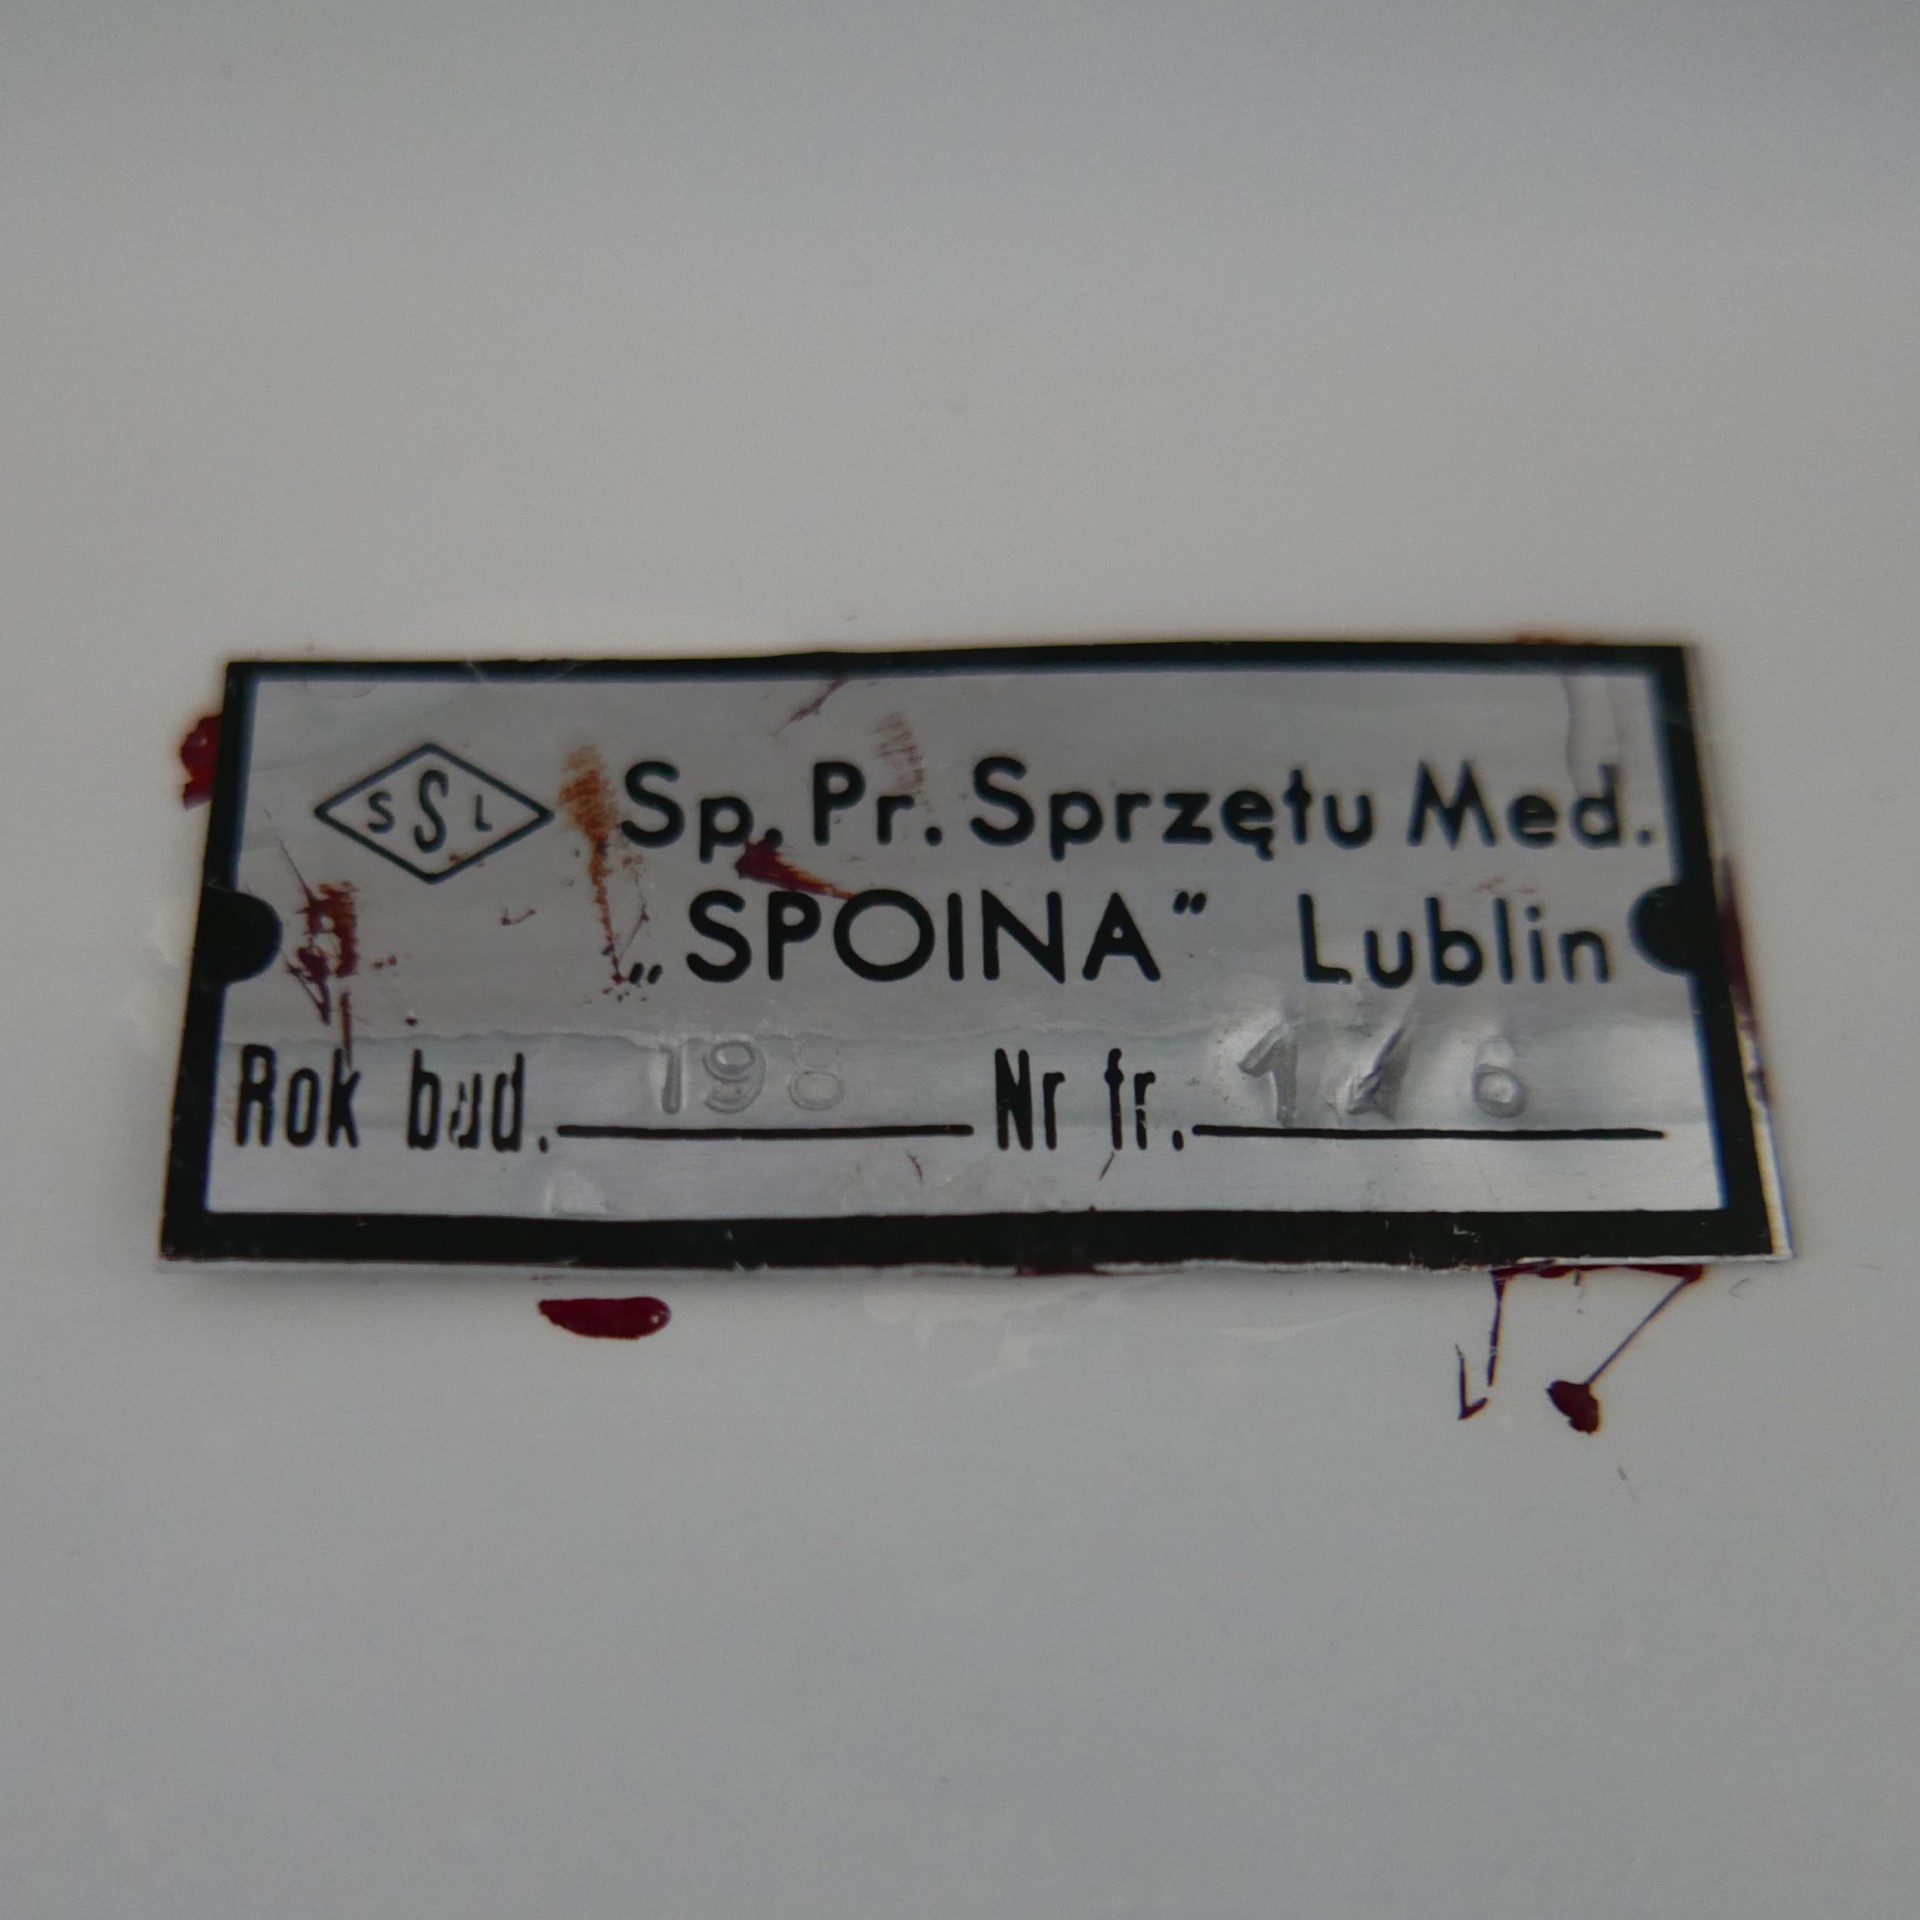 SSL Sp. Pr. Sprzętu Med.
„SPOINA” Lublin
Rok bud. 198 Nr fr.